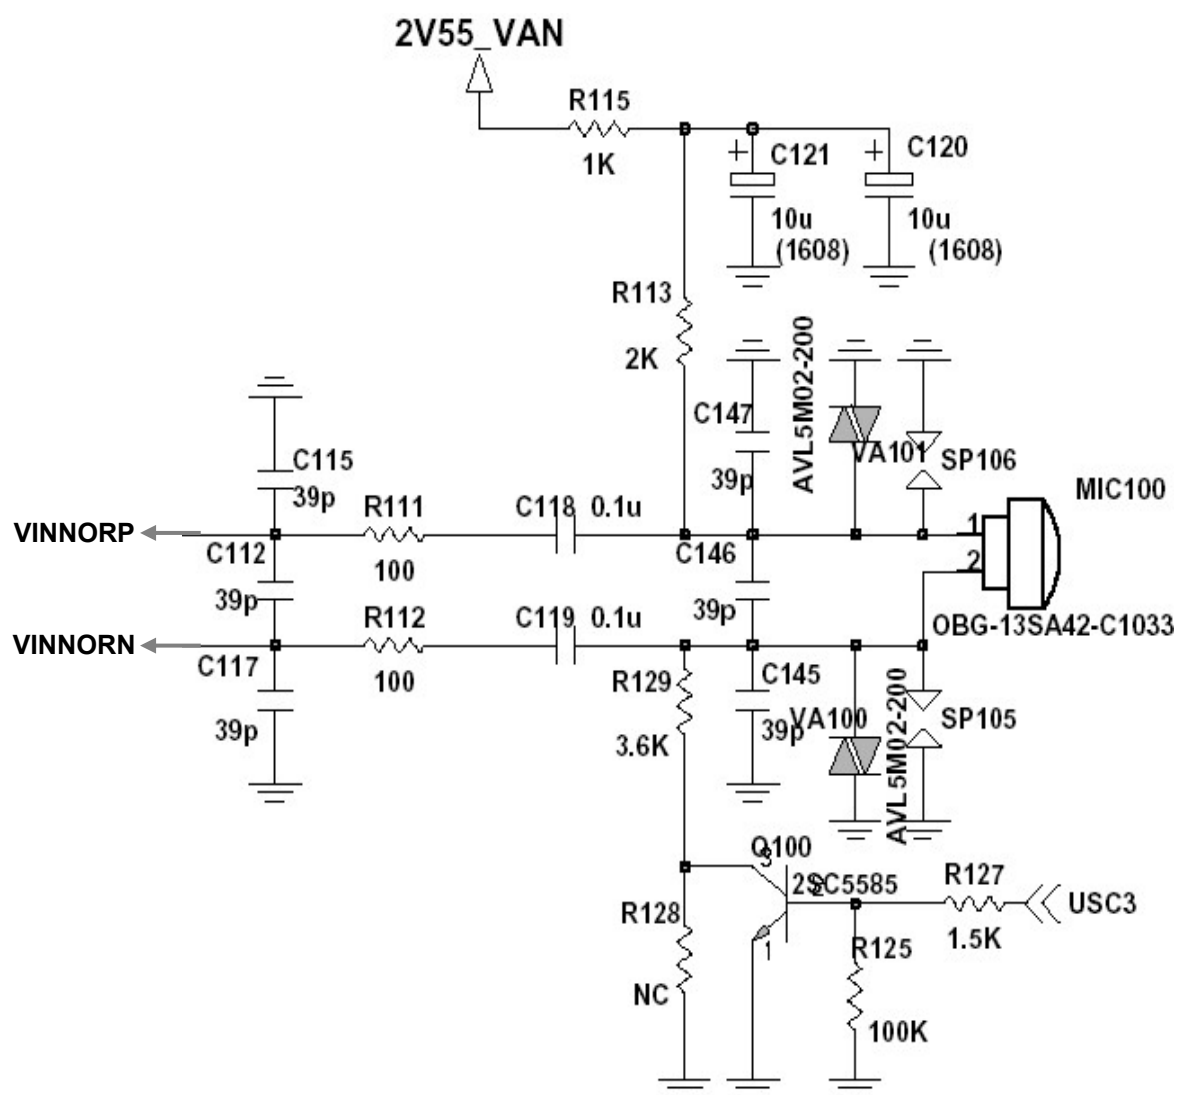 2V55_VAN
R115
1K
C121
10u
(1608)
C120
10u
(1608)
R113
2K
C147
39p
AVL5M02-200
VA101
SP106
MIC100
C115
39p
R111
100
C118 0.1u
VINNORP
C112
39p
C146
39p
1
2
OBG-13SA42-C1033
R112
100
C119 0.1u
VINNORN
C117
39p
R129
3.6K
C145
39p
VA100
AVL5M02-200
SP105
Q100
3
2SC5585
2
1
R127
1.5K
USC3
R128
NC
R125
100K